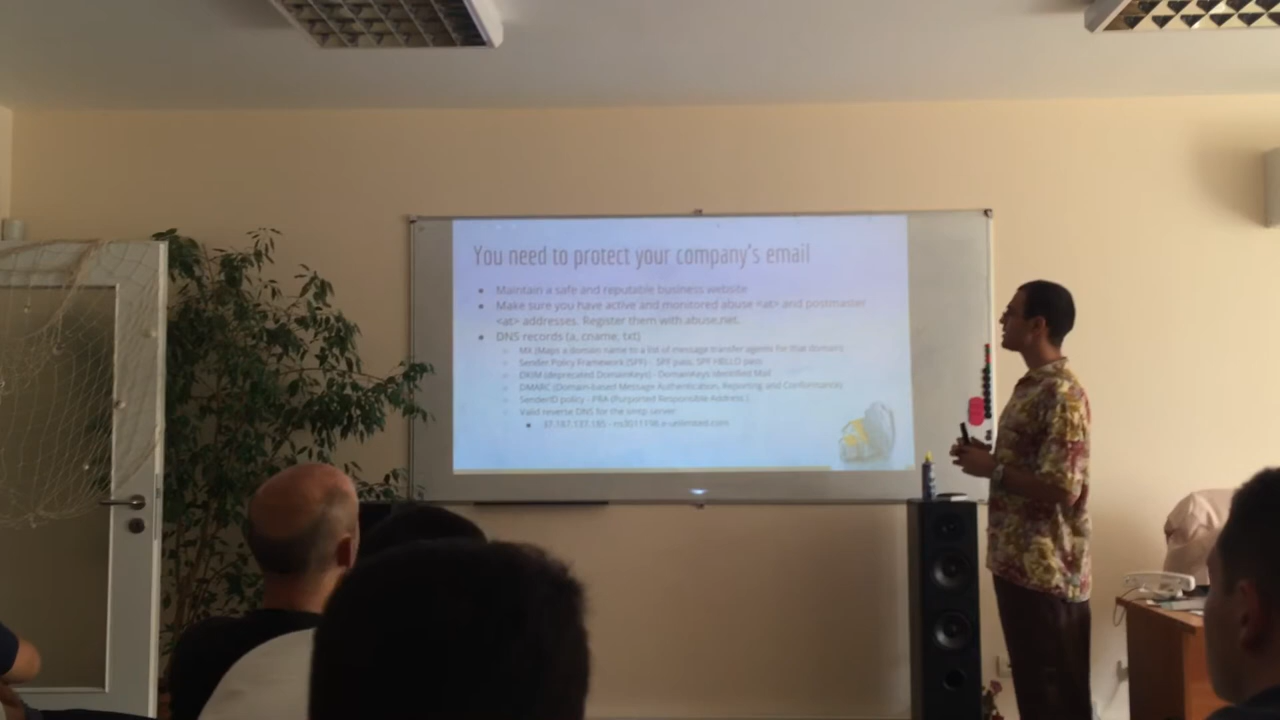 You need to protect your company's email
Maintain a safe and reputable business website
Make sure you have active and monitored abuse <at> and postmaster
<at> addresses. Register them with abuse.net.
DNS records (a, cname, txt)
MX (Maps a domain name to a list of message transfer agents for that domain)
Sender Policy Framework (SPF) - SPF pass, SPF HELLO pass
DKIM (deprecated DomainKeys) - DomainKeys Identified Mail
DMARC (Domain-based Message Authentication, Reporting and Conformance)
SenderID policy - PRA (Purported Responsible Address)
Valid reverse DNS for the smtp server